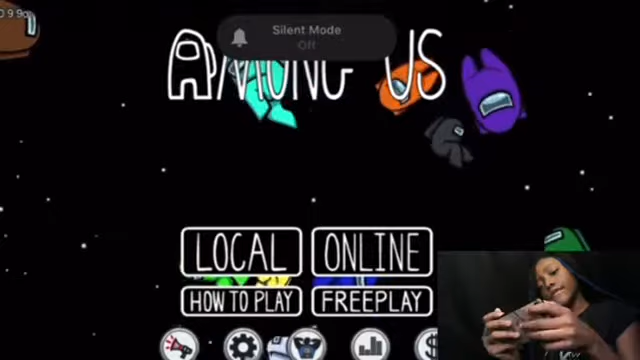 Silent Mode
Off
AMONG US
LOCAL
ONLINE
HOW TO PLAY
FREEPLAY
$